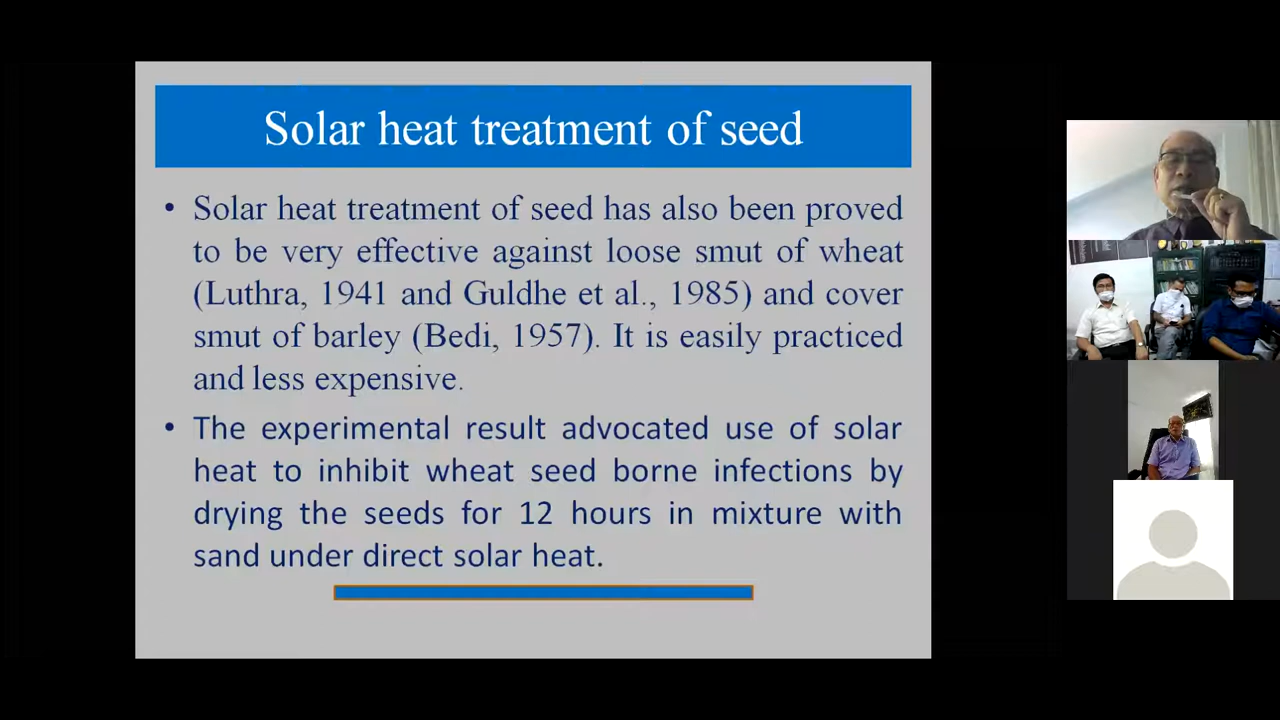 Solar heat treatment of seed
• Solar heat treatment of seed has also been proved
to be very effective against loose smut of wheat
(Luthra, 1941 and Guldhe et al., 1985) and cover
smut of barley (Bedi, 1957). It is easily practiced
and less expensive.
• The experimental result advocated use of solar
heat to inhibit wheat seed borne infections by
drying the seeds for 12 hours in mixture with
sand under direct solar heat.